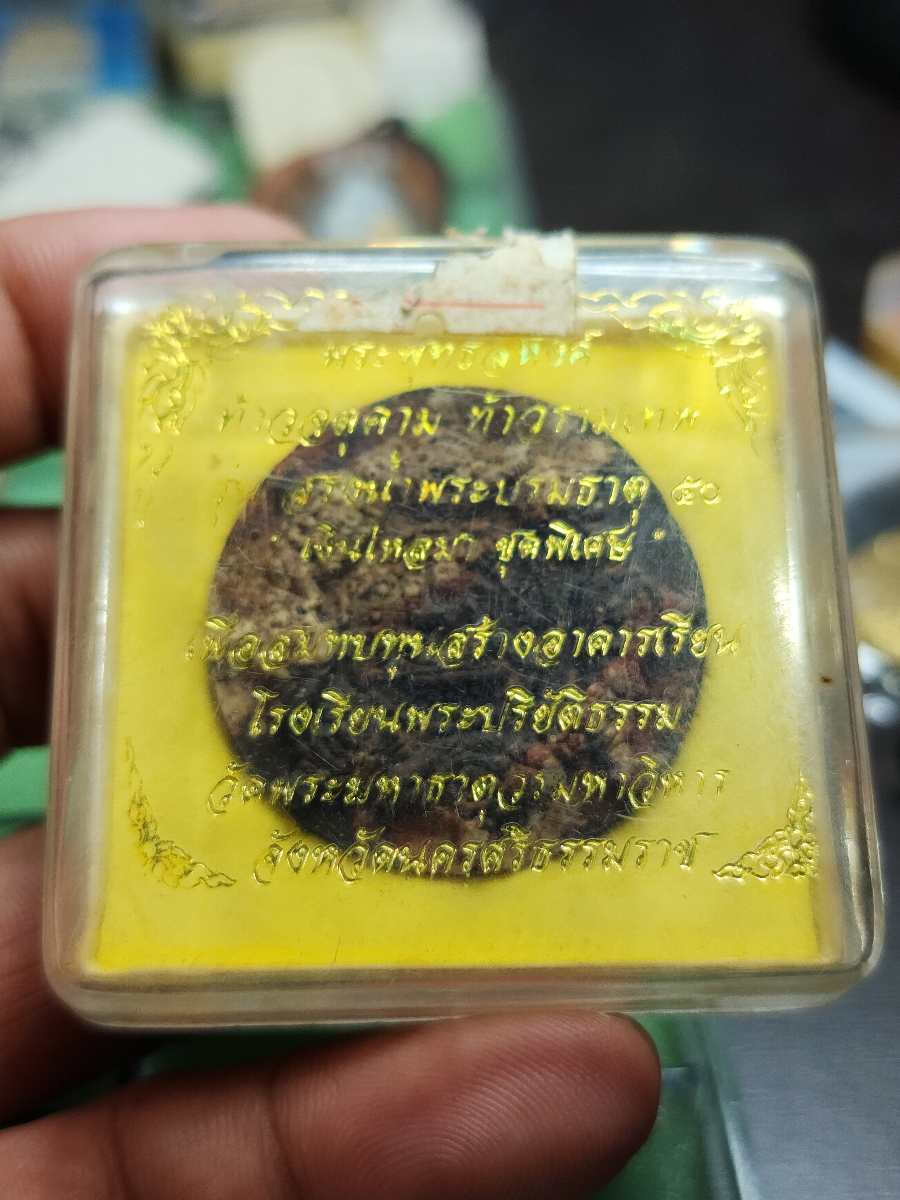 พระพุทธสิหิงค์
ท้าวจตุคาม ท้าวรามเทพ
รุ่น สรงน้ำพระบรมธาตุ ๕๐
" เงินไหลมา ชุดพิเศษ "
เพื่อสมทบทุนสร้างอาคารเรียน
โรงเรียนพระปริยัติธรรม
วัดพระมหาธาตุวรมหาวิหาร
จังหวัดนครศรีธรรมราช